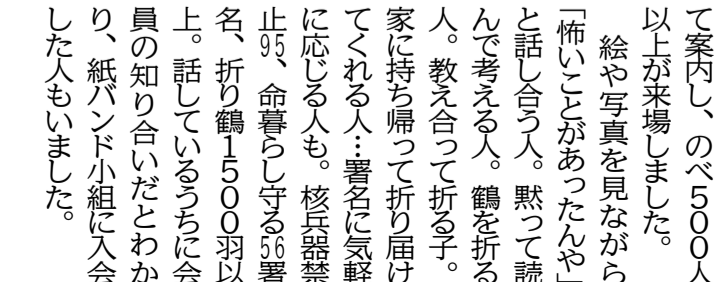 て案内し、のべ500人
以上が来場しました。
絵や写真を見ながら
「怖いことがあったんや」
と話し合う人。黙って読
んで考える人。鶴を折る
人。教え合って折る子。
家に持ち帰って折り届け
てくれる人…署名に気軽
に応じる人も。核兵器禁
止95、命暮らし守る56署
名、折り鶴1500羽以
上。話しているうちに会
員の知り合いだとわか
り、紙バンド小組に入会
した人もいました。